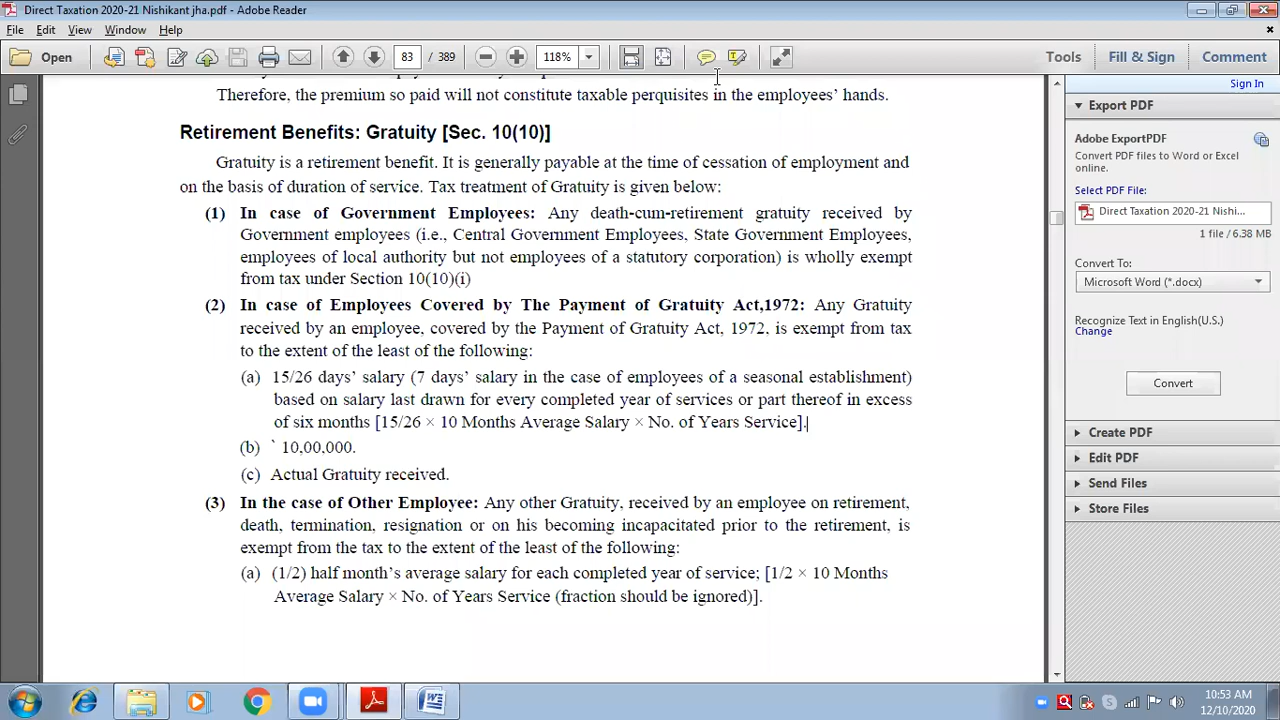 Direct Taxation 2020-21 Nishikant jha.pdf - Adobe Reader
File Edit View Window Help
Open 83 / 389 118% Tools Fill & Sign Comment
Therefore, the premium so paid will not constitute taxable perquisites in the employees' hands.
Retirement Benefits: Gratuity [Sec. 10(10)]
Gratuity is a retirement benefit. It is generally payable at the time of cessation of employment and
on the basis of duration of service. Tax treatment of Gratuity is given below:
(1) In case of Government Employees: Any death-cum-retirement gratuity received by
Government employees (i.e., Central Government Employees, State Government Employees,
employees of local authority but not employees of a statutory corporation) is wholly exempt
from tax under Section 10(10)(i)
(2) In case of Employees Covered by The Payment of Gratuity Act,1972: Any Gratuity
received by an employee, covered by the Payment of Gratuity Act, 1972, is exempt from tax
to the extent of the least of the following:
(a) 15/26 days' salary (7 days' salary in the case of employees of a seasonal establishment)
based on salary last drawn for every completed year of services or part thereof in excess
of six months [15/26 × 10 Months Average Salary × No. of Years Service].
(b) ` 10,00,000.
(c) Actual Gratuity received.
(3) In the case of Other Employee: Any other Gratuity, received by an employee on retirement,
death, termination, resignation or on his becoming incapacitated prior to the retirement, is
exempt from the tax to the extent of the least of the following:
(a) (1/2) half month's average salary for each completed year of service; [1/2 × 10 Months
Average Salary × No. of Years Service (fraction should be ignored)].
Sign In
Export PDF
Adobe ExportPDF
Convert PDF files to Word or Excel
online.
Select PDF File:
Direct Taxation 2020-21 Nishi...
1 file / 6.38 MB
Convert To:
Microsoft Word (*.docx)
Recognize Text in English(U.S.)
Change
Convert
Create PDF
Edit PDF
Send Files
Store Files
10:53 AM
12/10/2020